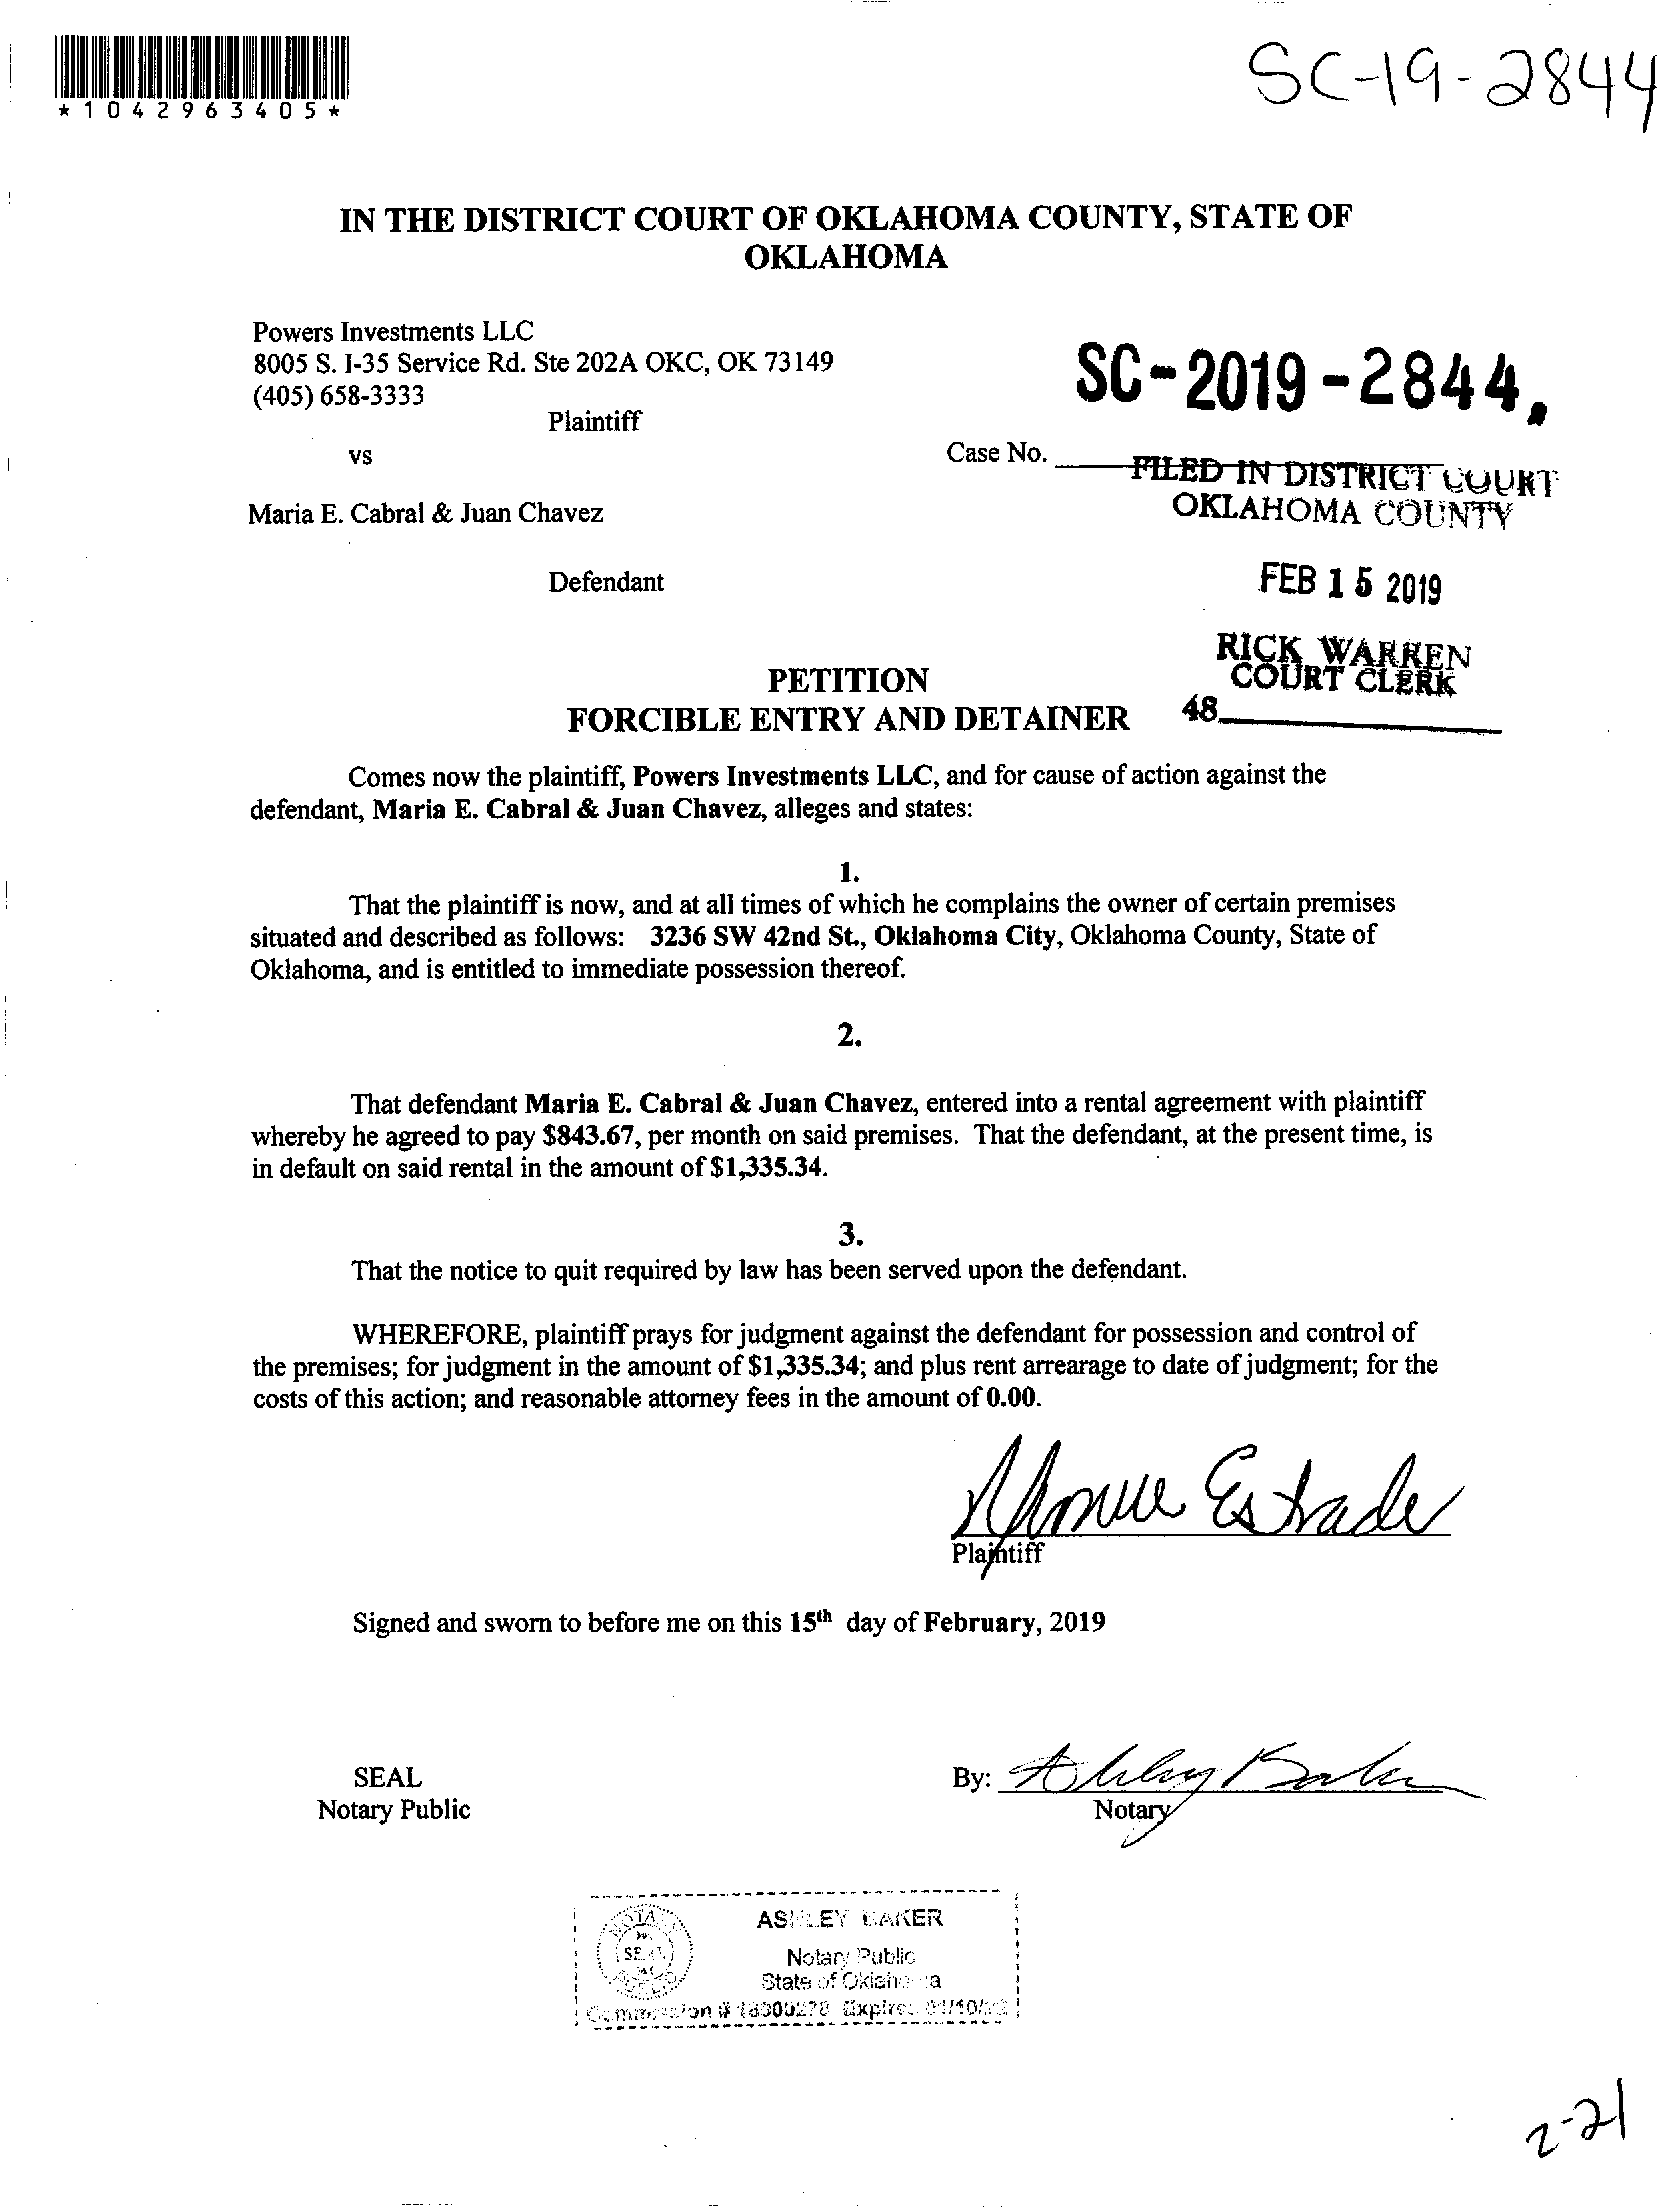 *1042963405*
SC-19-2844
IN THE DISTRICT COURT OF OKLAHOMA COUNTY, STATE OF
OKLAHOMA
Powers Investments LLC
8005 S. I-35 Service Rd. Ste 202A OKC, OK 73149
(405) 658-3333
Plaintiff
SC-2019-2844
vs
Case No.
FILED IN DISTRICT COURT
OKLAHOMA COUNTY
Maria E. Cabral & Juan Chavez
Defendant
FEB 15 2019
RICK WARREN
COURT CLERK
48
PETITION
FORCIBLE ENTRY AND DETAINER
Comes now the plaintiff, Powers Investments LLC, and for cause of action against the
defendant, Maria E. Cabral & Juan Chavez, alleges and states:
1.
That the plaintiff is now, and at all times of which he complains the owner of certain premises
situated and described as follows: 3236 SW 42nd St., Oklahoma City, Oklahoma County, State of
Oklahoma, and is entitled to immediate possession thereof.
2.
That defendant Maria E. Cabral & Juan Chavez, entered into a rental agreement with plaintiff
whereby he agreed to pay $843.67, per month on said premises. That the defendant, at the present time, is
in default on said rental in the amount of $1,335.34.
3.
That the notice to quit required by law has been served upon the defendant.
WHEREFORE, plaintiff prays for judgment against the defendant for possession and control of
the premises; for judgment in the amount of $1,335.34; and plus rent arrearage to date of judgment; for the
costs of this action; and reasonable attorney fees in the amount of 0.00.
Estrada
Plaintiff
Signed and sworn to before me on this 15th day of February, 2019
SEAL
Notary Public
By: Ashley Baker
Notary
ASHLEY BAKER
Notary Public
State of Oklahoma
Commission # Expires
2-21